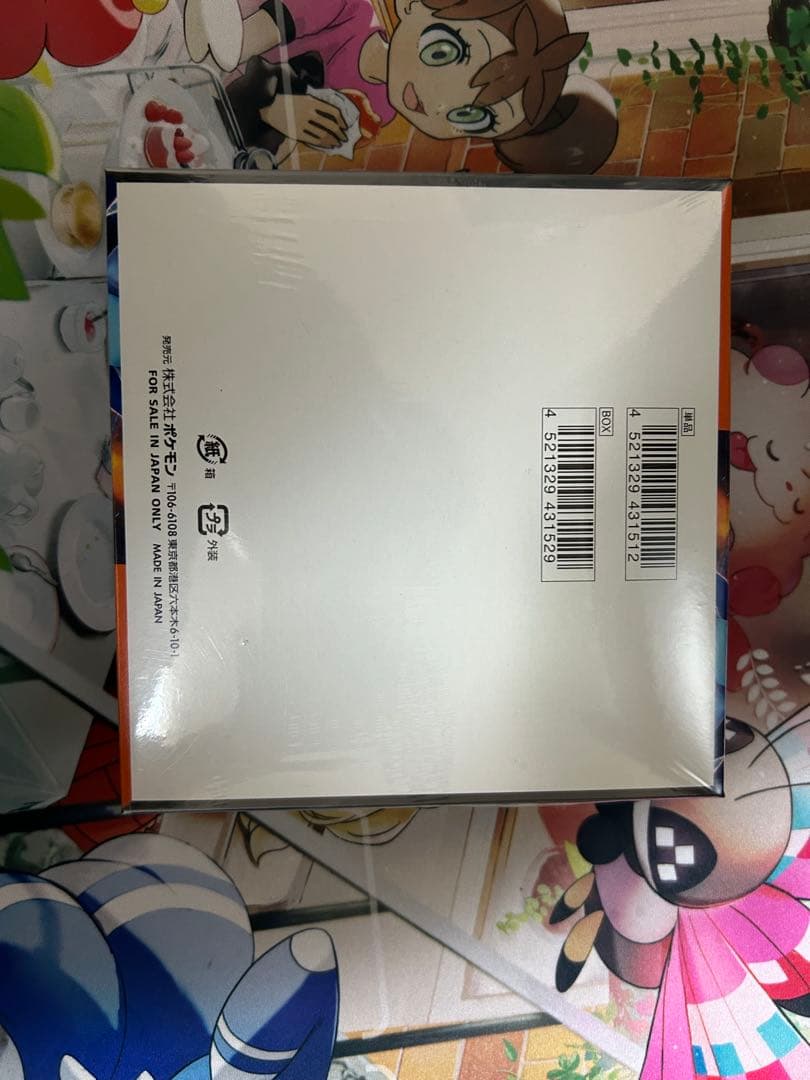 単品
4 521329 431512
BOX
4 521329 431529
紙 箱
プラ 外装
発売元 株式会社 ポケモン 〒106-6108 東京都港区六本木6-10-1
FOR SALE IN JAPAN ONLY MADE IN JAPAN